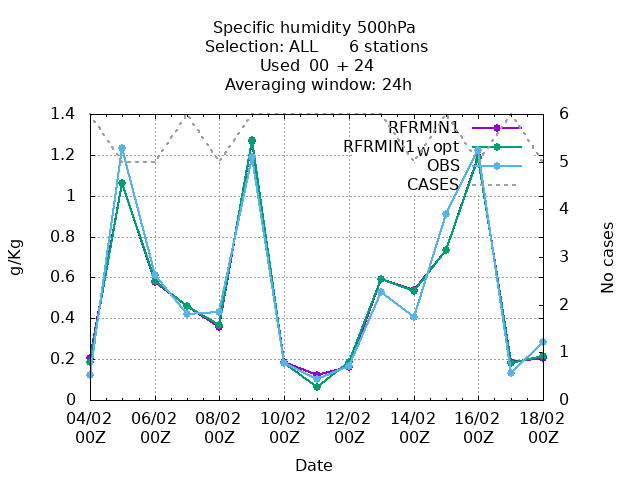 Specific humidity 500hPa
Selection: ALL 6 stations
Used 00 + 24
Averaging window: 24h
1.4
1.2
1
0.8
0.6
0.4
0.2
0
6
5
4
3
2
1
0
RFRMIN1
RFRMIN1_w opt
OBS
CASES
g/Kg
No cases
04/02 06/02 08/02 10/02 12/02 14/02 16/02 18/02
00Z 00Z 00Z 00Z 00Z 00Z 00Z 00Z
Date